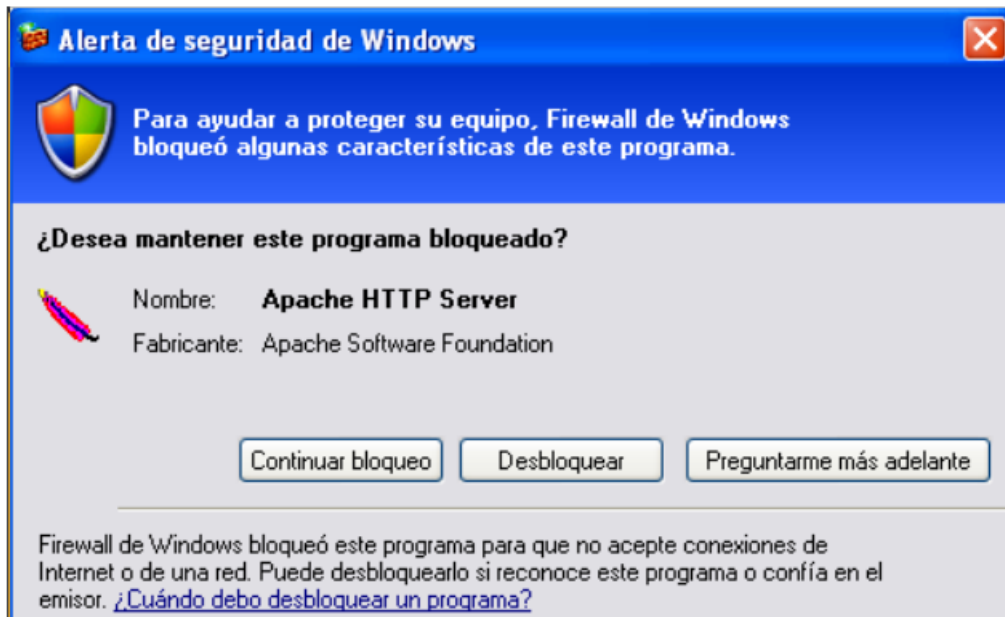 Alerta de seguridad de Windows
Para ayudar a proteger su equipo, Firewall de Windows
bloqueó algunas características de este programa.
¿Desea mantener este programa bloqueado?
Nombre: Apache HTTP Server
Fabricante: Apache Software Foundation
Continuar bloqueo Desbloquear Preguntarme más adelante
Firewall de Windows bloqueó este programa para que no acepte conexiones de
Internet o de una red. Puede desbloquearlo si reconoce este programa o confía en el
emisor. ¿Cuándo debo desbloquear un programa?